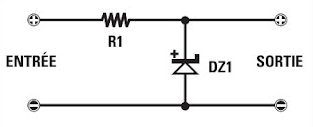 R1
+
ENTRÉE
DZ1
SORTIE